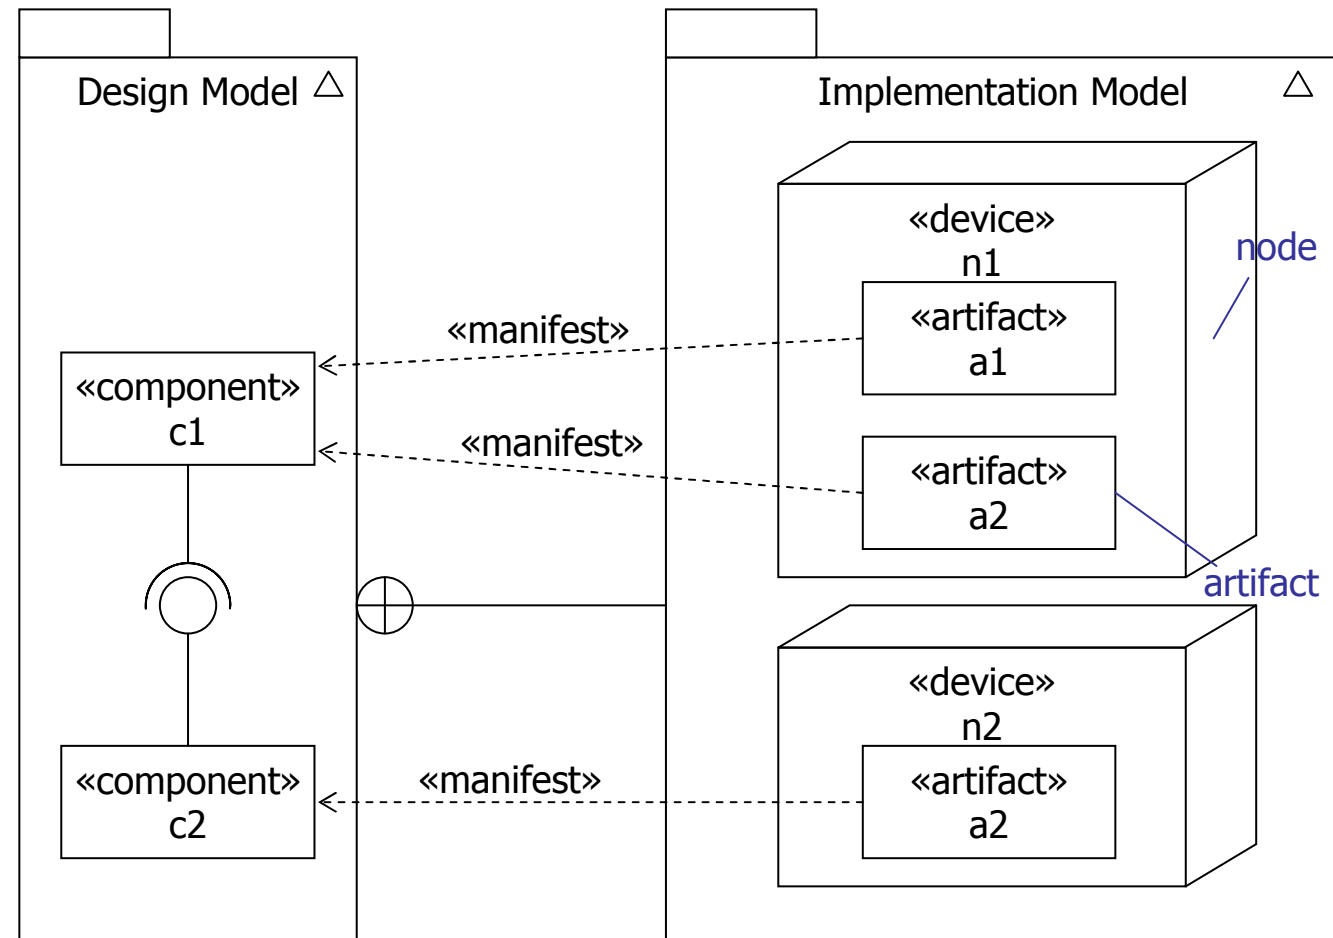 Design Model
Implementation Model
«device»
n1
node
«artifact»
a1
«manifest»
«component»
c1
«manifest»
«artifact»
a2
artifact
«device»
n2
«component»
c2
«manifest»
«artifact»
a2